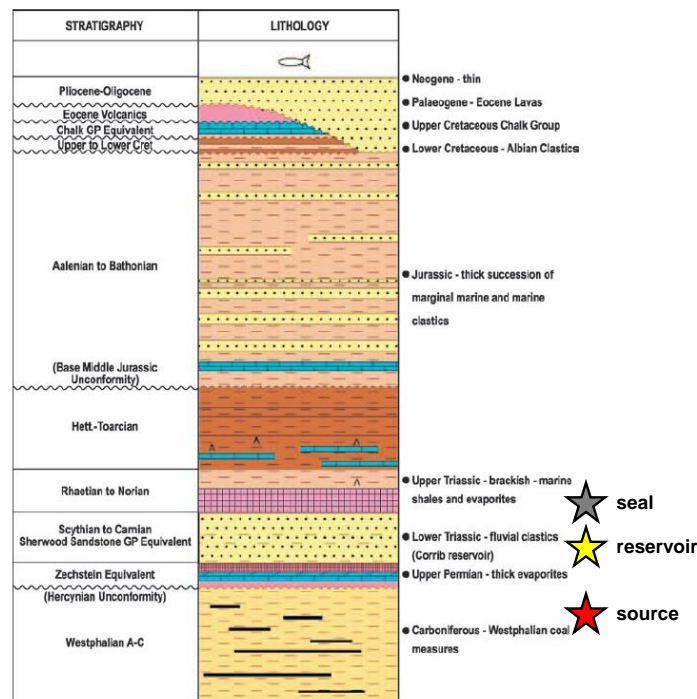 STRATIGRAPHY
LITHOLOGY
Pliocene-Oligocene
Eocene Volcanics
Chalk GP Equivalent
Upper to Lower Cret
Aalenian to Bathonian
(Base Middle Jurassic
Unconformity)
Hett.-Toarcian
Rhaetian to Norian
Scythian to Carnian
Sherwood Sandstone GP Equivalent
Zechstein Equivalent
(Hercynian Unconformity)
Westphalian A-C
Neogene - thin
Palaeogene - Eocene Lavas
Upper Cretaceous Chalk Group
Lower Cretaceous - Albian Clastics
Jurassic - thick succession of
marginal marine and marine
clastics
Upper Triassic - brackish - marine
shales and evaporites
Lower Triassic - fluvial clastics
(Corrib reservoir)
Upper Permian - thick evaporites
Carboniferous - Westphalian coal
measures
seal
reservoir
source